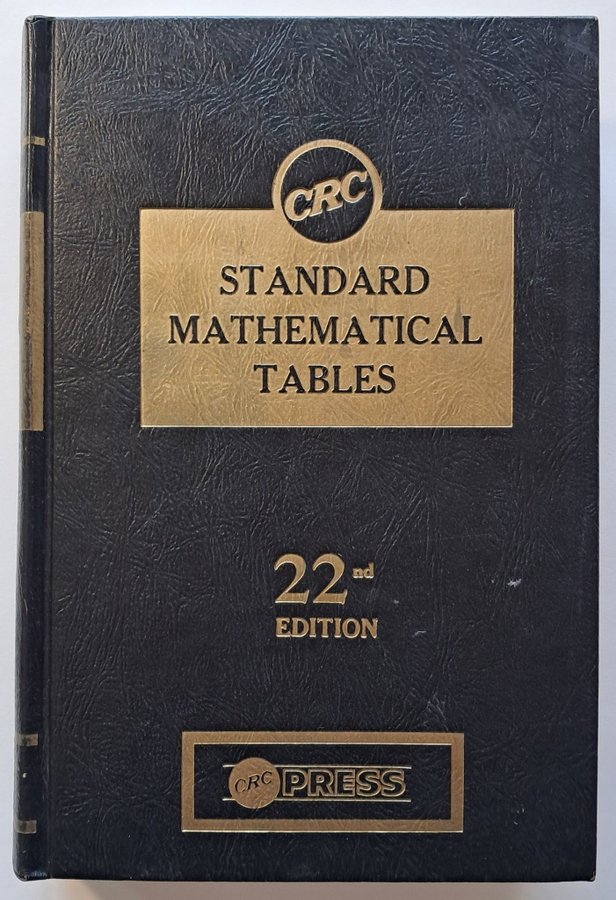 CRC
STANDARD
MATHEMATICAL
TABLES
22nd
EDITION
CRC PRESS